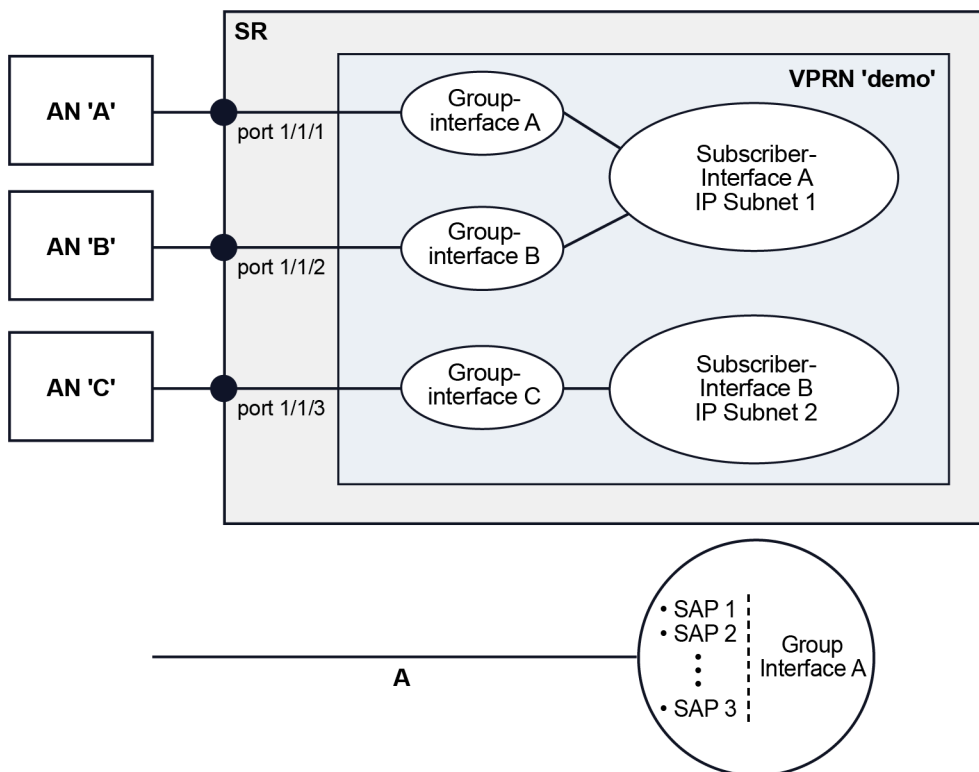 SR
VPRN 'demo'
AN 'A'
port 1/1/1
Group-
interface A
Subscriber-
Interface A
IP Subnet 1
AN 'B'
port 1/1/2
Group-
interface B
AN 'C'
port 1/1/3
Group-
interface C
Subscriber-
Interface B
IP Subnet 2
A
• SAP 1
• SAP 2
• SAP 3
Group
Interface A